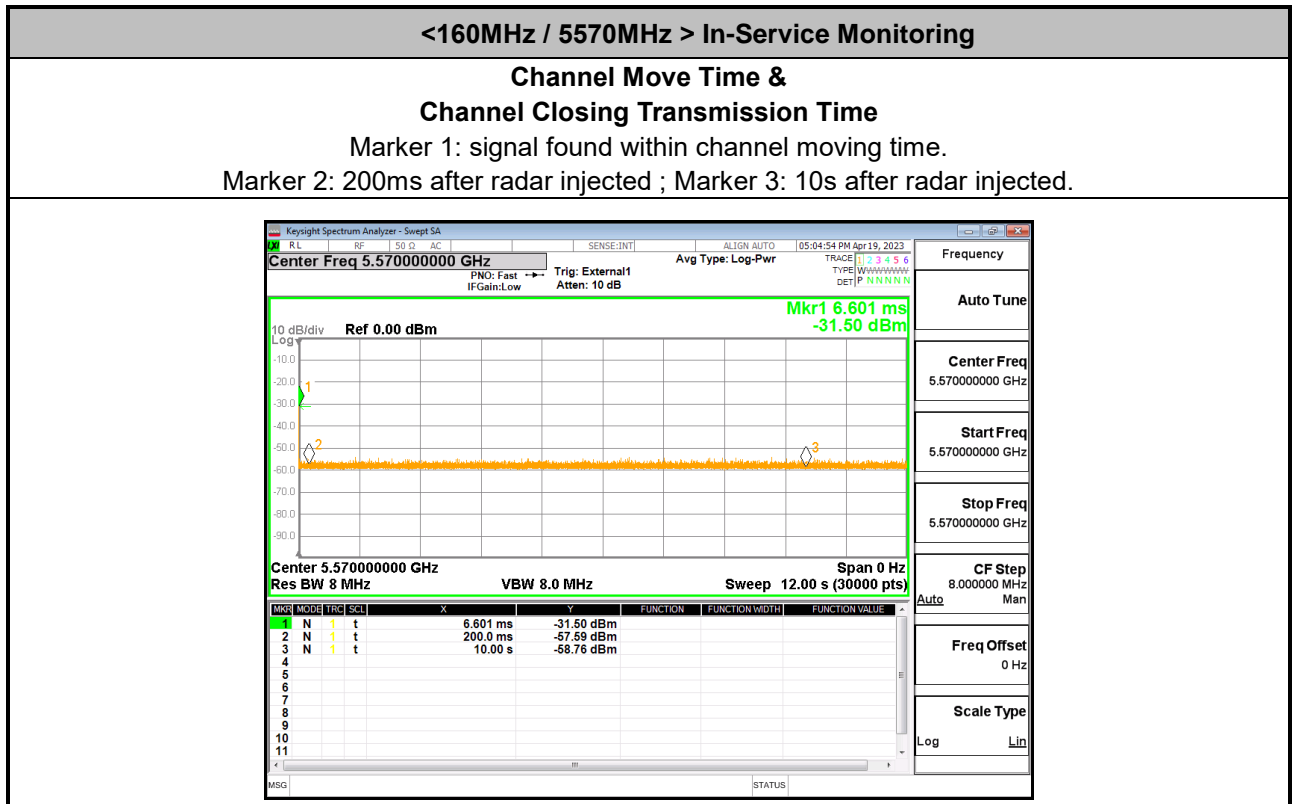 <160MHz / 5570MHz > In-Service Monitoring
Channel Move Time &
Channel Closing Transmission Time
Marker 1: signal found within channel moving time.
Marker 2: 200ms after radar injected ; Marker 3: 10s after radar injected.
Keysight Spectrum Analyzer - Swept SA
LXI RL RF 50 Ω AC SENSE:INT ALIGN AUTO 05:04:54 PM Apr 19, 2023
Center Freq 5.570000000 GHz
PNO: Fast
IFGain:Low
Trig: External1
Atten: 10 dB
Avg Type: Log-Pwr
TRACE 1 2 3 4 5 6
TYPE WWWWWW
DET P N N N N N
Mkr1 6.601 ms
-31.50 dBm
10 dB/div Ref 0.00 dBm
Log
-10.0
-20.0
-30.0
-40.0
-50.0
-60.0
-70.0
-80.0
-90.0
1
2
3
Center 5.570000000 GHz Span 0 Hz
Res BW 8 MHz VBW 8.0 MHz Sweep 12.00 s (30000 pts)
MKR MODE TRC SCL X Y FUNCTION FUNCTION WIDTH FUNCTION VALUE
1 N 1 t 6.601 ms -31.50 dBm
2 N 1 t 200.0 ms -57.59 dBm
3 N 1 t 10.00 s -58.76 dBm
4
5
6
7
8
9
10
11
MSG STATUS
Frequency
Auto Tune
Center Freq
5.570000000 GHz
Start Freq
5.570000000 GHz
Stop Freq
5.570000000 GHz
CF Step
8.000000 MHz
Auto Man
Freq Offset
0 Hz
Scale Type
Log Lin